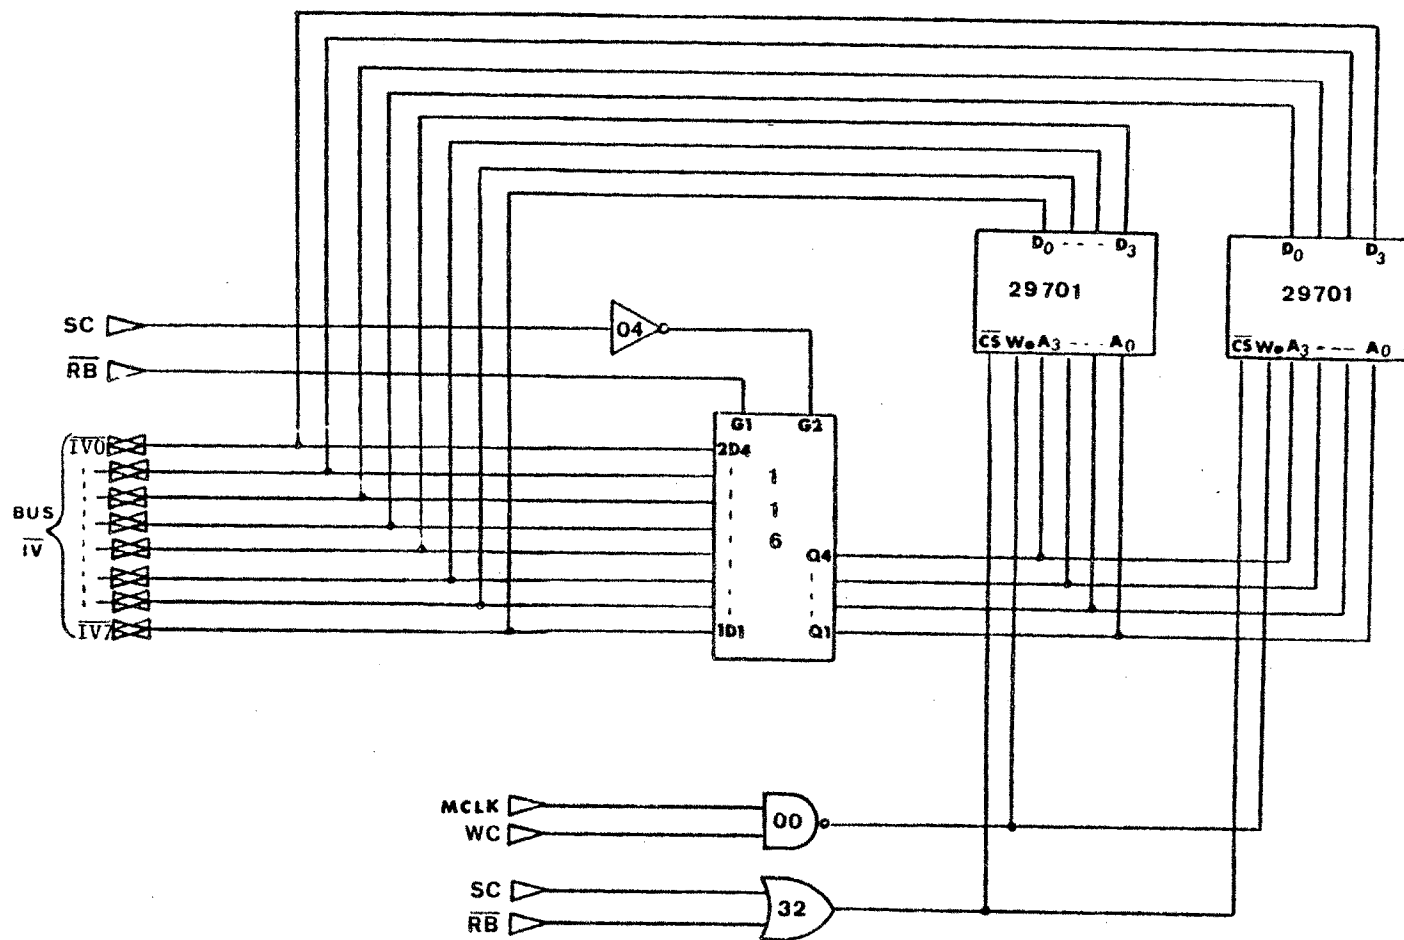 D0 - - - D3
D0 D3
29701
29701
SC
04
CS We A3 - - - A0
CS We A3 - - - A0
RB
G1 G2
IV0
2D4
1
1
6
BUS
IV
Q4
IV7
1D1
Q1
MCLK
00
WC
SC
32
RB